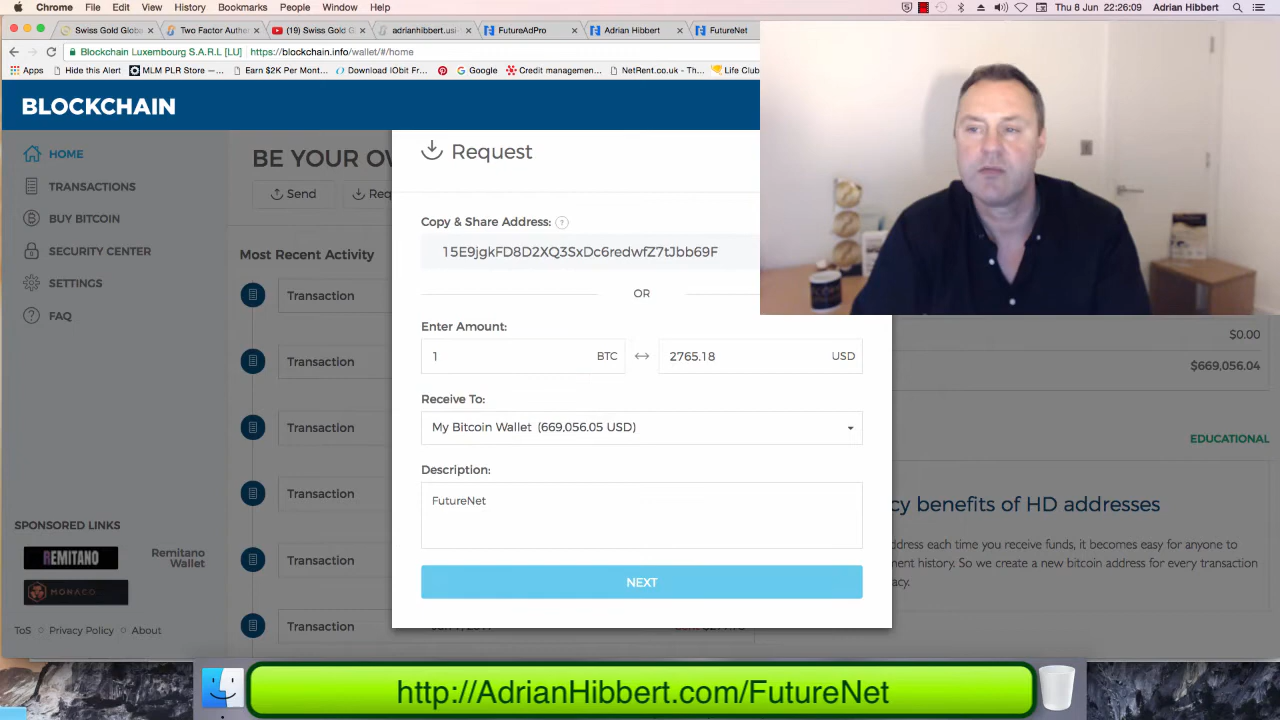 Chrome File Edit View History Bookmarks People Window Help Thu 8 Jun 22:26:09 Adrian Hibbert
Swiss Gold Globa Two Factor Auther (19) Swiss Gold G adrianhibbert.usi- FutureAdPro Adrian Hibbert FutureNet
Blockchain Luxembourg S.A.R.L [LU] https://blockchain.info/wallet/#/home
Apps Hide this Alert MLM PLR Store - Earn $2K Per Mont... Download IObit Fr... Google Credit managemen... NetRent.co.uk - Th... Life Club
BLOCKCHAIN
HOME
TRANSACTIONS
BUY BITCOIN
SECURITY CENTER
SETTINGS
FAQ
SPONSORED LINKS
REMITANO Remitano Wallet
MONACO
ToS Privacy Policy About
BE YOUR OW
Send Req
Most Recent Activity
Transaction
Transaction
Transaction
Transaction
Transaction
Transaction
Request
Copy & Share Address: ?
15E9jgkFD8D2XQ3SxDc6redwfZ7tJbb69F
OR
Enter Amount:
1 BTC 2765.18 USD
Receive To:
My Bitcoin Wallet (669,056.05 USD)
Description:
FutureNet
NEXT
$0.00
$669,056.04
EDUCATIONAL
cy benefits of HD addresses
ddress each time you receive funds, it becomes easy for anyone to
ment history. So we create a new bitcoin address for every transaction
acy.
http://AdrianHibbert.com/FutureNet